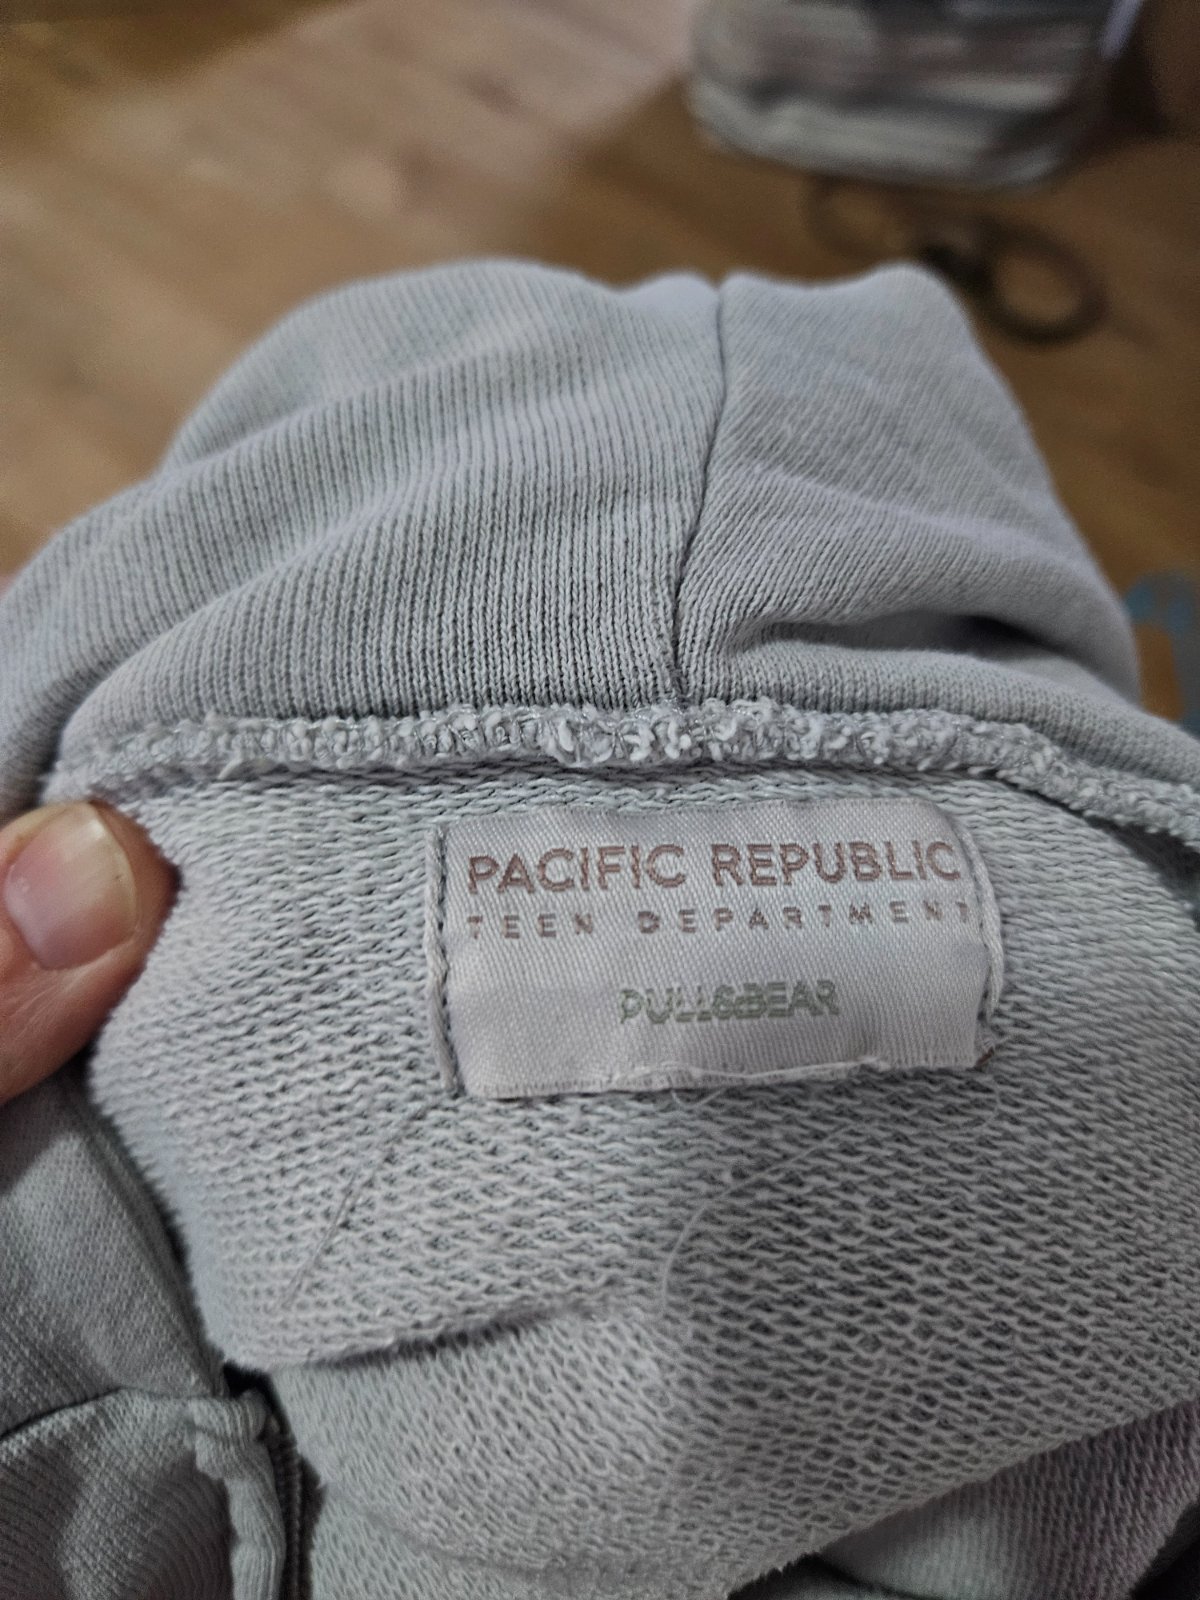 PACIFIC REPUBLIC
TEEN DEPARTMENT
PULL&BEAR